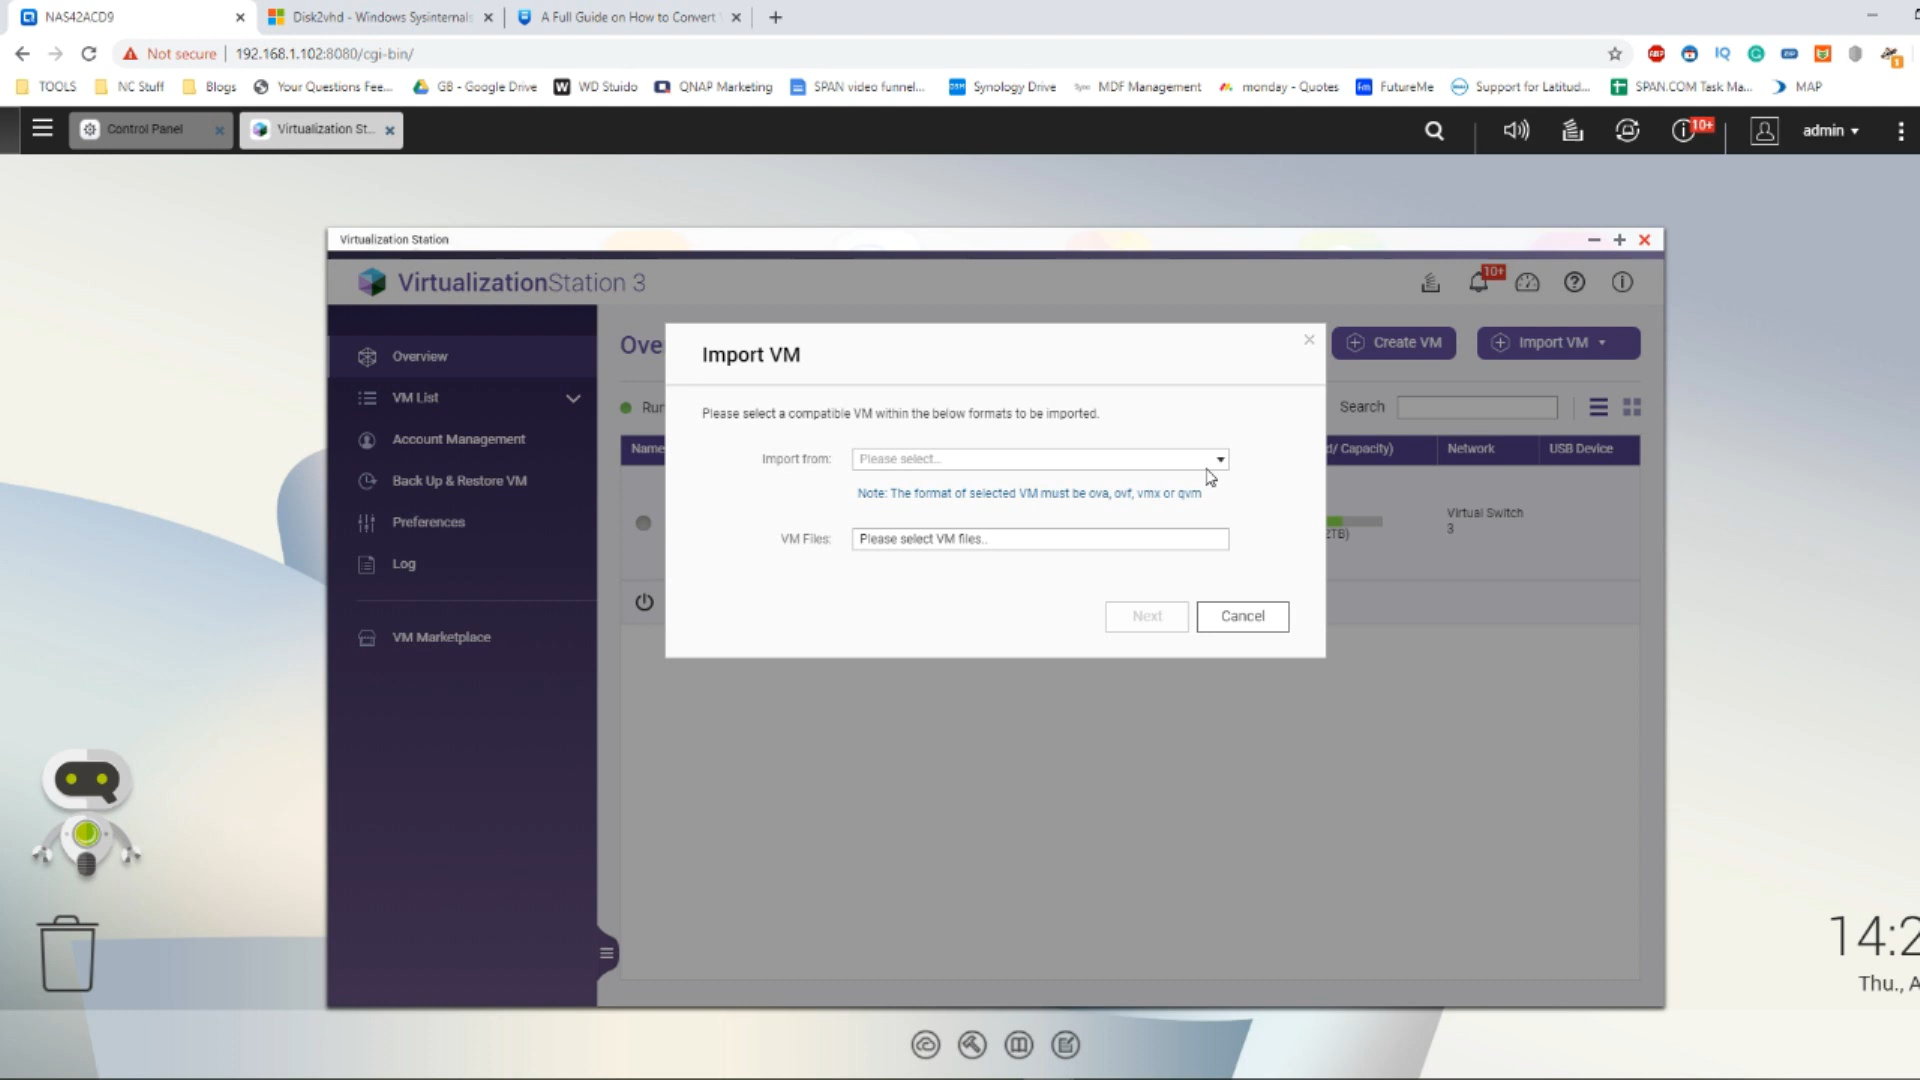 NAS42ACD9
Disk2vhd - Windows Sysinternals
A Full Guide on How to Convert
Not secure
192.168.1.102:8080/cgi-bin/
TOOLS
NC Stuff
Blogs
Your Questions Fee...
GB - Google Drive
WD Stuido
QNAP Marketing
SPAN video funnel...
Synology Drive
MDF Management
monday - Quotes
FutureMe
Support for Latitud...
SPAN.COM Task Ma...
MAP
Control Panel
Virtualization St...
10+
admin
Virtualization Station
VirtualizationStation 3
10+
Overview
VM List
Account Management
Back Up & Restore VM
Preferences
Log
VM Marketplace
Ove
Create VM
Import VM
Run
Search
Name
d/ Capacity)
Network
USB Device
2TB)
Virtual Switch
3
Import VM
Please select a compatible VM within the below formats to be imported.
Import from:
Please select...
Note: The format of selected VM must be ova, ovf, vmx or qvm
VM Files:
Please select VM files..
Next
Cancel
14:2
Thu., A